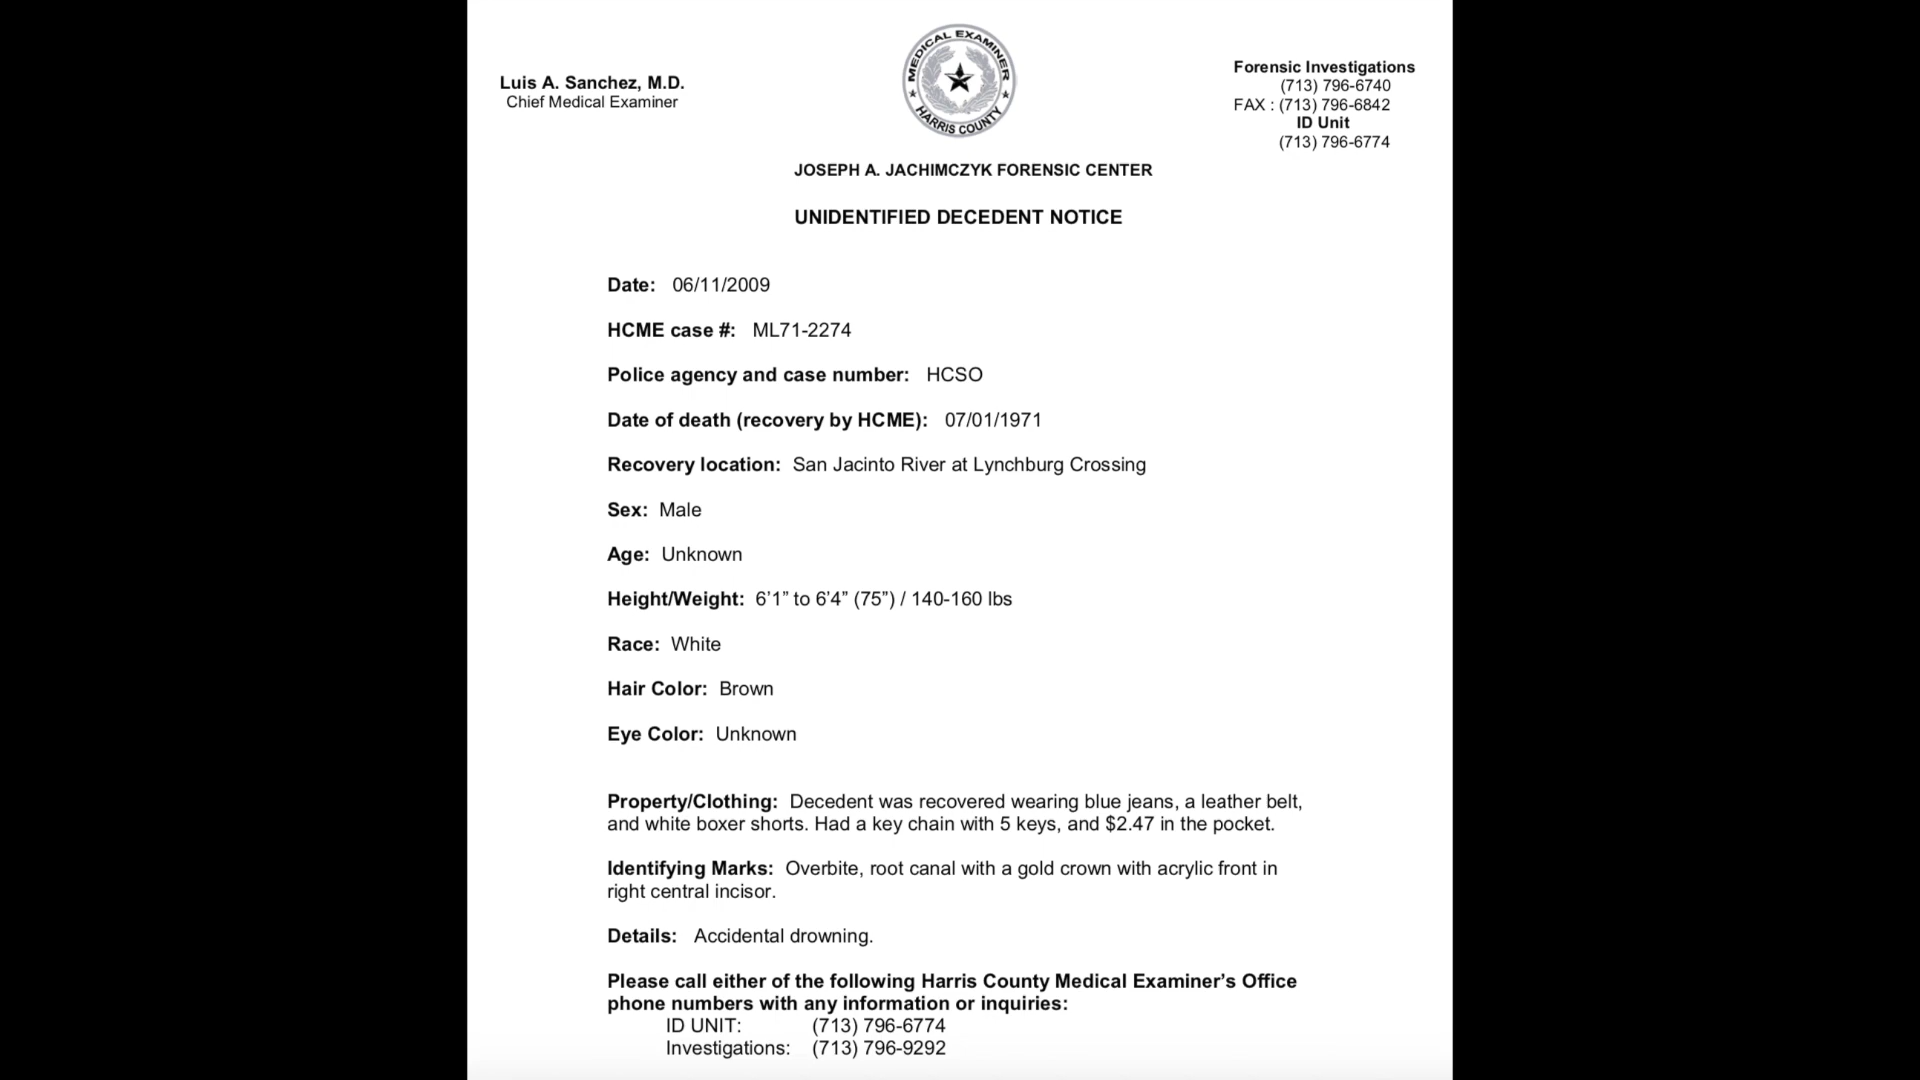 Luis A. Sanchez, M.D.
Chief Medical Examiner
MEDICAL EXAMINER
HARRIS COUNTY
Forensic Investigations
(713) 796-6740
FAX : (713) 796-6842
ID Unit
(713) 796-6774
JOSEPH A. JACHIMCZYK FORENSIC CENTER
UNIDENTIFIED DECEDENT NOTICE
Date: 06/11/2009
HCME case #: ML71-2274
Police agency and case number: HCSO
Date of death (recovery by HCME): 07/01/1971
Recovery location: San Jacinto River at Lynchburg Crossing
Sex: Male
Age: Unknown
Height/Weight: 6’1” to 6’4” (75”) / 140-160 lbs
Race: White
Hair Color: Brown
Eye Color: Unknown
Property/Clothing: Decedent was recovered wearing blue jeans, a leather belt,
and white boxer shorts. Had a key chain with 5 keys, and $2.47 in the pocket.
Identifying Marks: Overbite, root canal with a gold crown with acrylic front in
right central incisor.
Details: Accidental drowning.
Please call either of the following Harris County Medical Examiner’s Office
phone numbers with any information or inquiries:
ID UNIT: (713) 796-6774
Investigations: (713) 796-9292